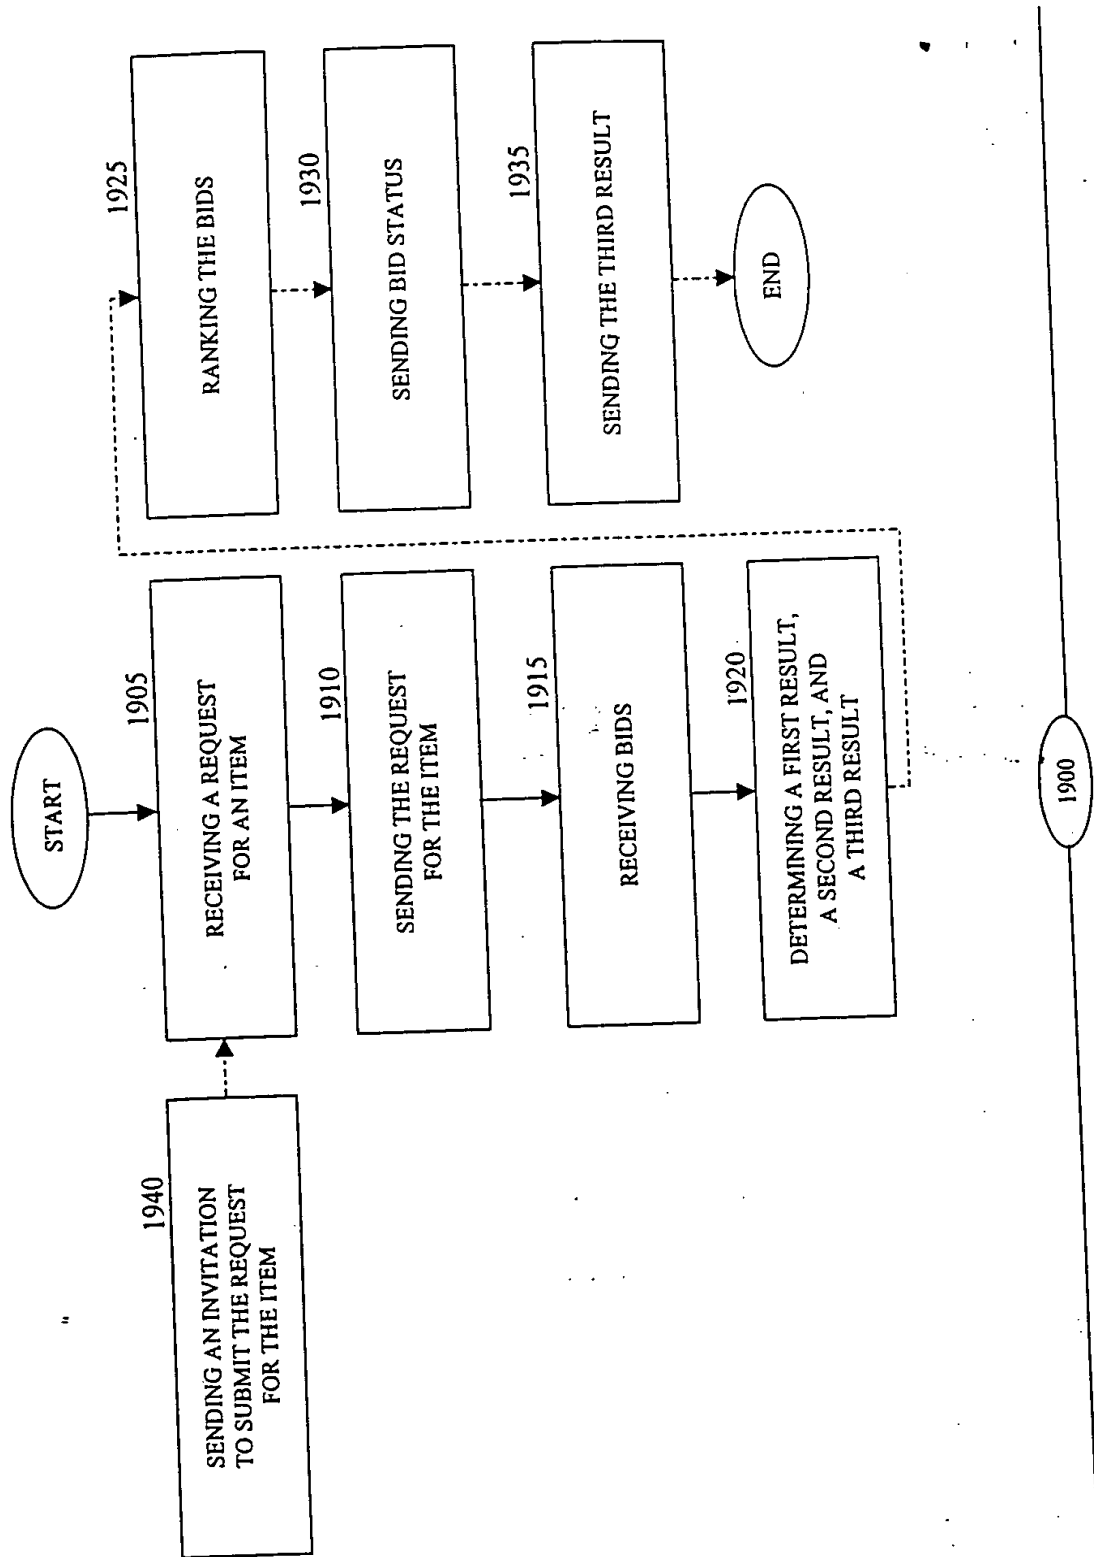 START
1940
SENDING AN INVITATION
TO SUBMIT THE REQUEST
FOR THE ITEM
1905
RECEIVING A REQUEST
FOR AN ITEM
1910
SENDING THE REQUEST
FOR THE ITEM
1915
RECEIVING BIDS
1920
DETERMINING A FIRST RESULT,
A SECOND RESULT, AND
A THIRD RESULT
1925
RANKING THE BIDS
1930
SENDING BID STATUS
1935
SENDING THE THIRD RESULT
END
1900